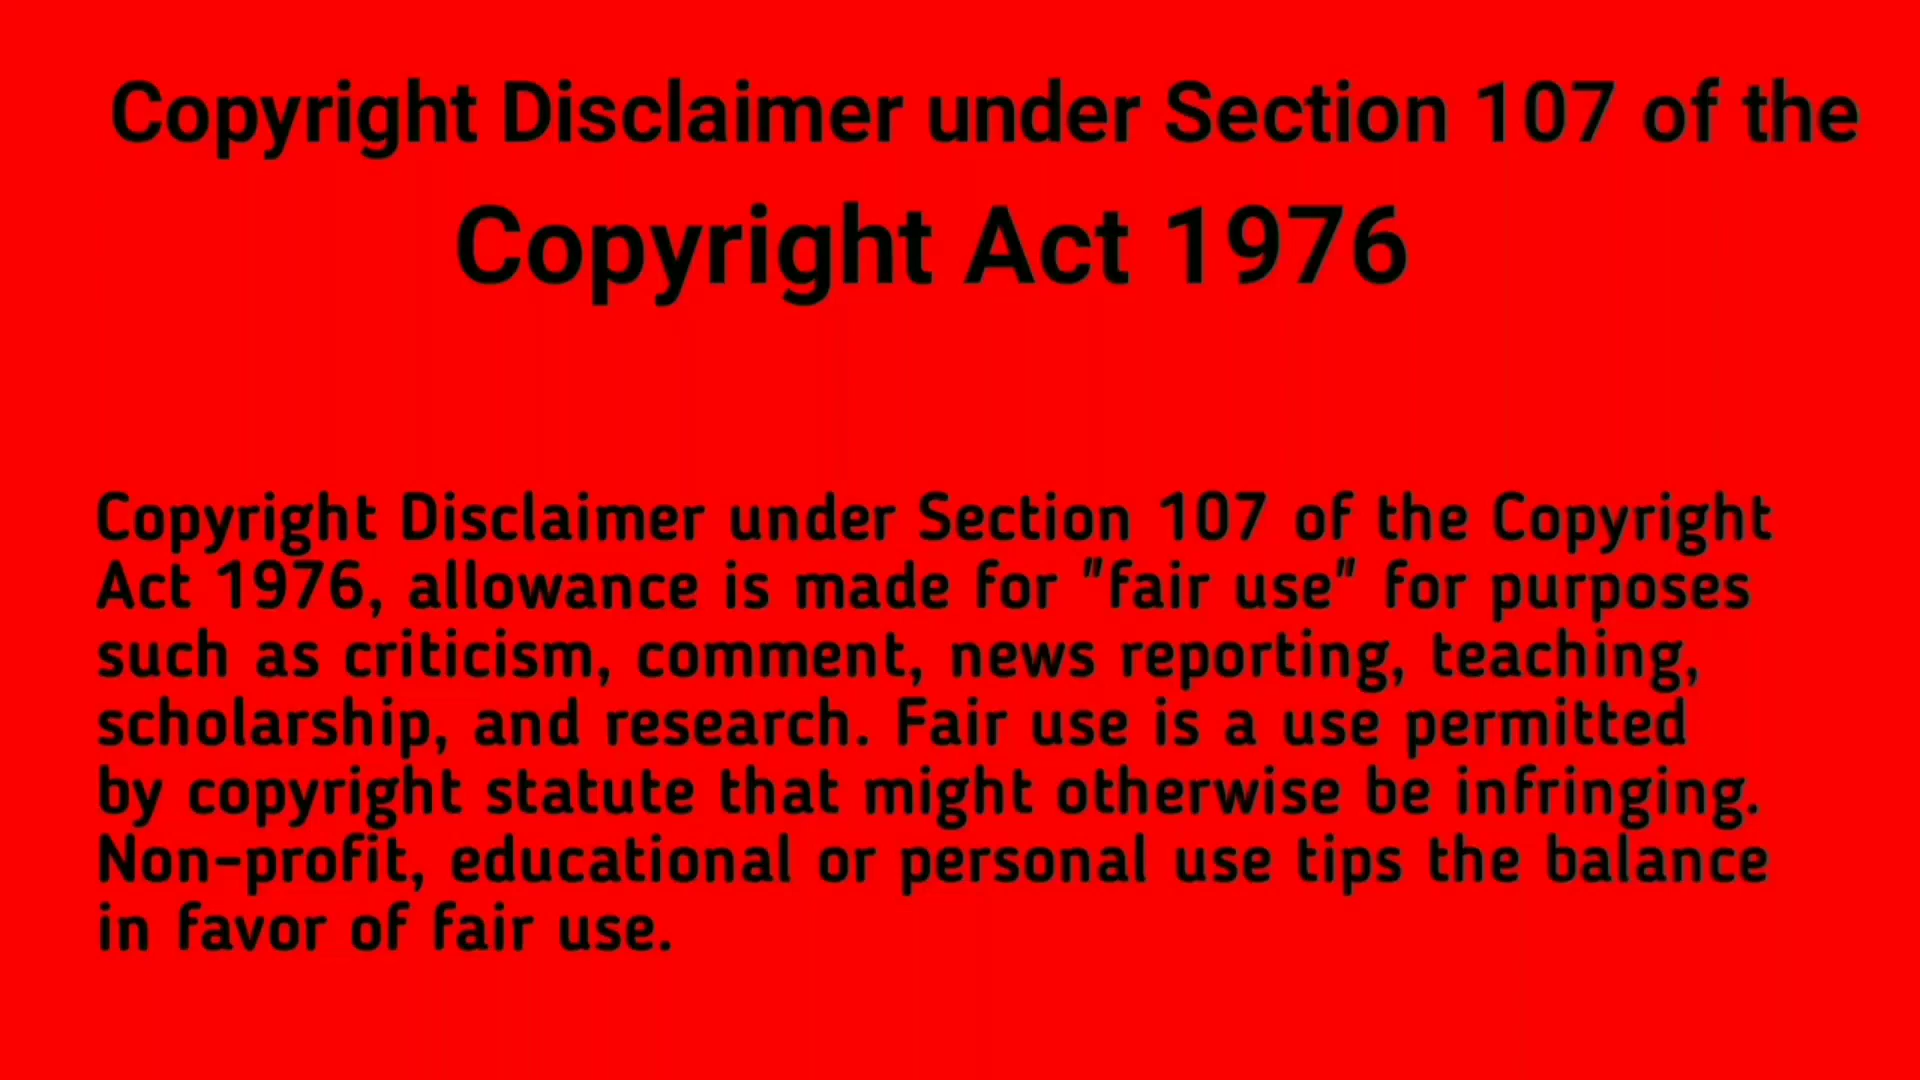 Copyright Disclaimer under Section 107 of the
Copyright Act 1976
Copyright Disclaimer under Section 107 of the Copyright
Act 1976, allowance is made for "fair use" for purposes
such as criticism, comment, news reporting, teaching,
scholarship, and research. Fair use is a use permitted
by copyright statute that might otherwise be infringing.
Non-profit, educational or personal use tips the balance
in favor of fair use.